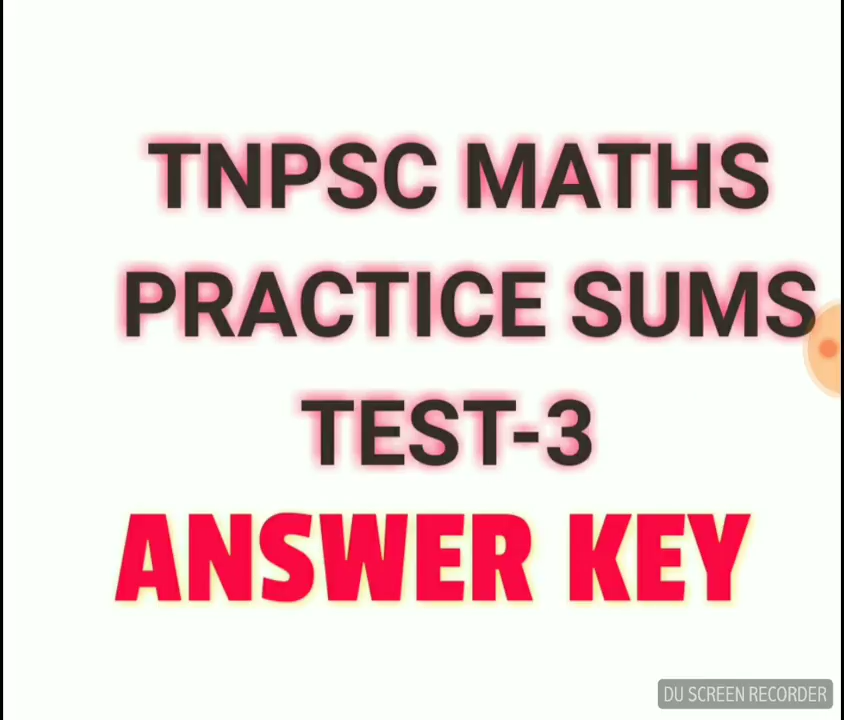 TNPSC MATHS
PRACTICE SUMS
TEST-3
ANSWER KEY
DU SCREEN RECORDER